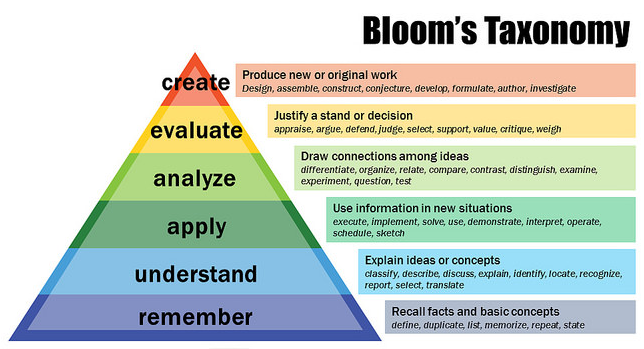 Bloom's Taxonomy
create
Produce new or original work
Design, assemble, construct, conjecture, develop, formulate, author, investigate
evaluate
Justify a stand or decision
appraise, argue, defend, judge, select, support, value, critique, weigh
analyze
Draw connections among ideas
differentiate, organize, relate, compare, contrast, distinguish, examine,
experiment, question, test
apply
Use information in new situations
execute, implement, solve, use, demonstrate, interpret, operate,
schedule, sketch
understand
Explain ideas or concepts
classify, describe, discuss, explain, identify, locate, recognize,
report, select, translate
remember
Recall facts and basic concepts
define, duplicate, list, memorize, repeat, state